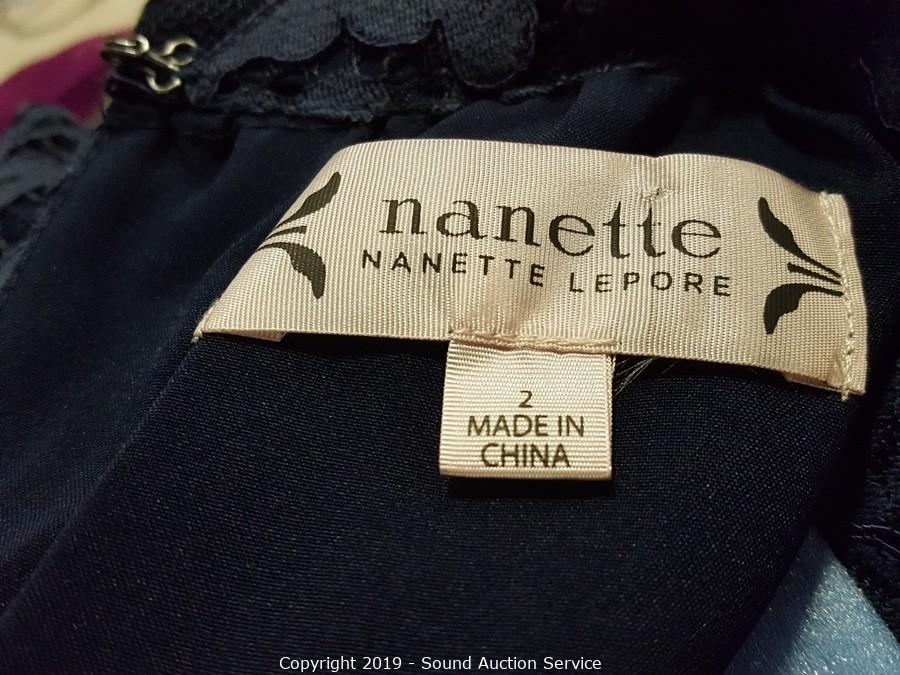 nanette
NANETTE LEPORE
2
MADE IN
CHINA
Copyright 2019 - Sound Auction Service